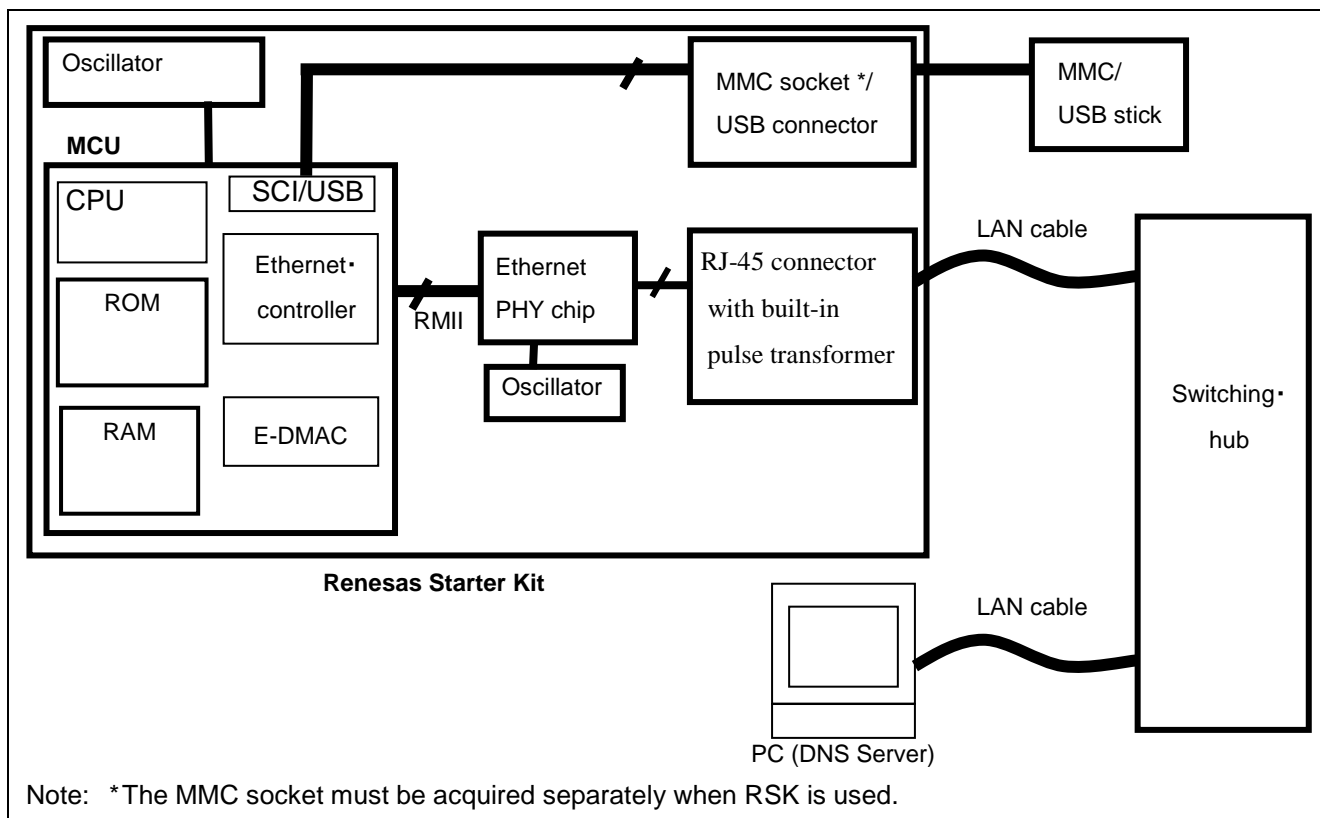 Oscillator
MMC socket */
USB connector
MMC/
USB stick
MCU
CPU
SCI/USB
Ethernet・
controller
ROM
RAM
E-DMAC
RMII
Ethernet
PHY chip
Oscillator
RJ-45 connector
with built-in
pulse transformer
LAN cable
Switching・
hub
Renesas Starter Kit
LAN cable
PC (DNS Server)
Note: *The MMC socket must be acquired separately when RSK is used.